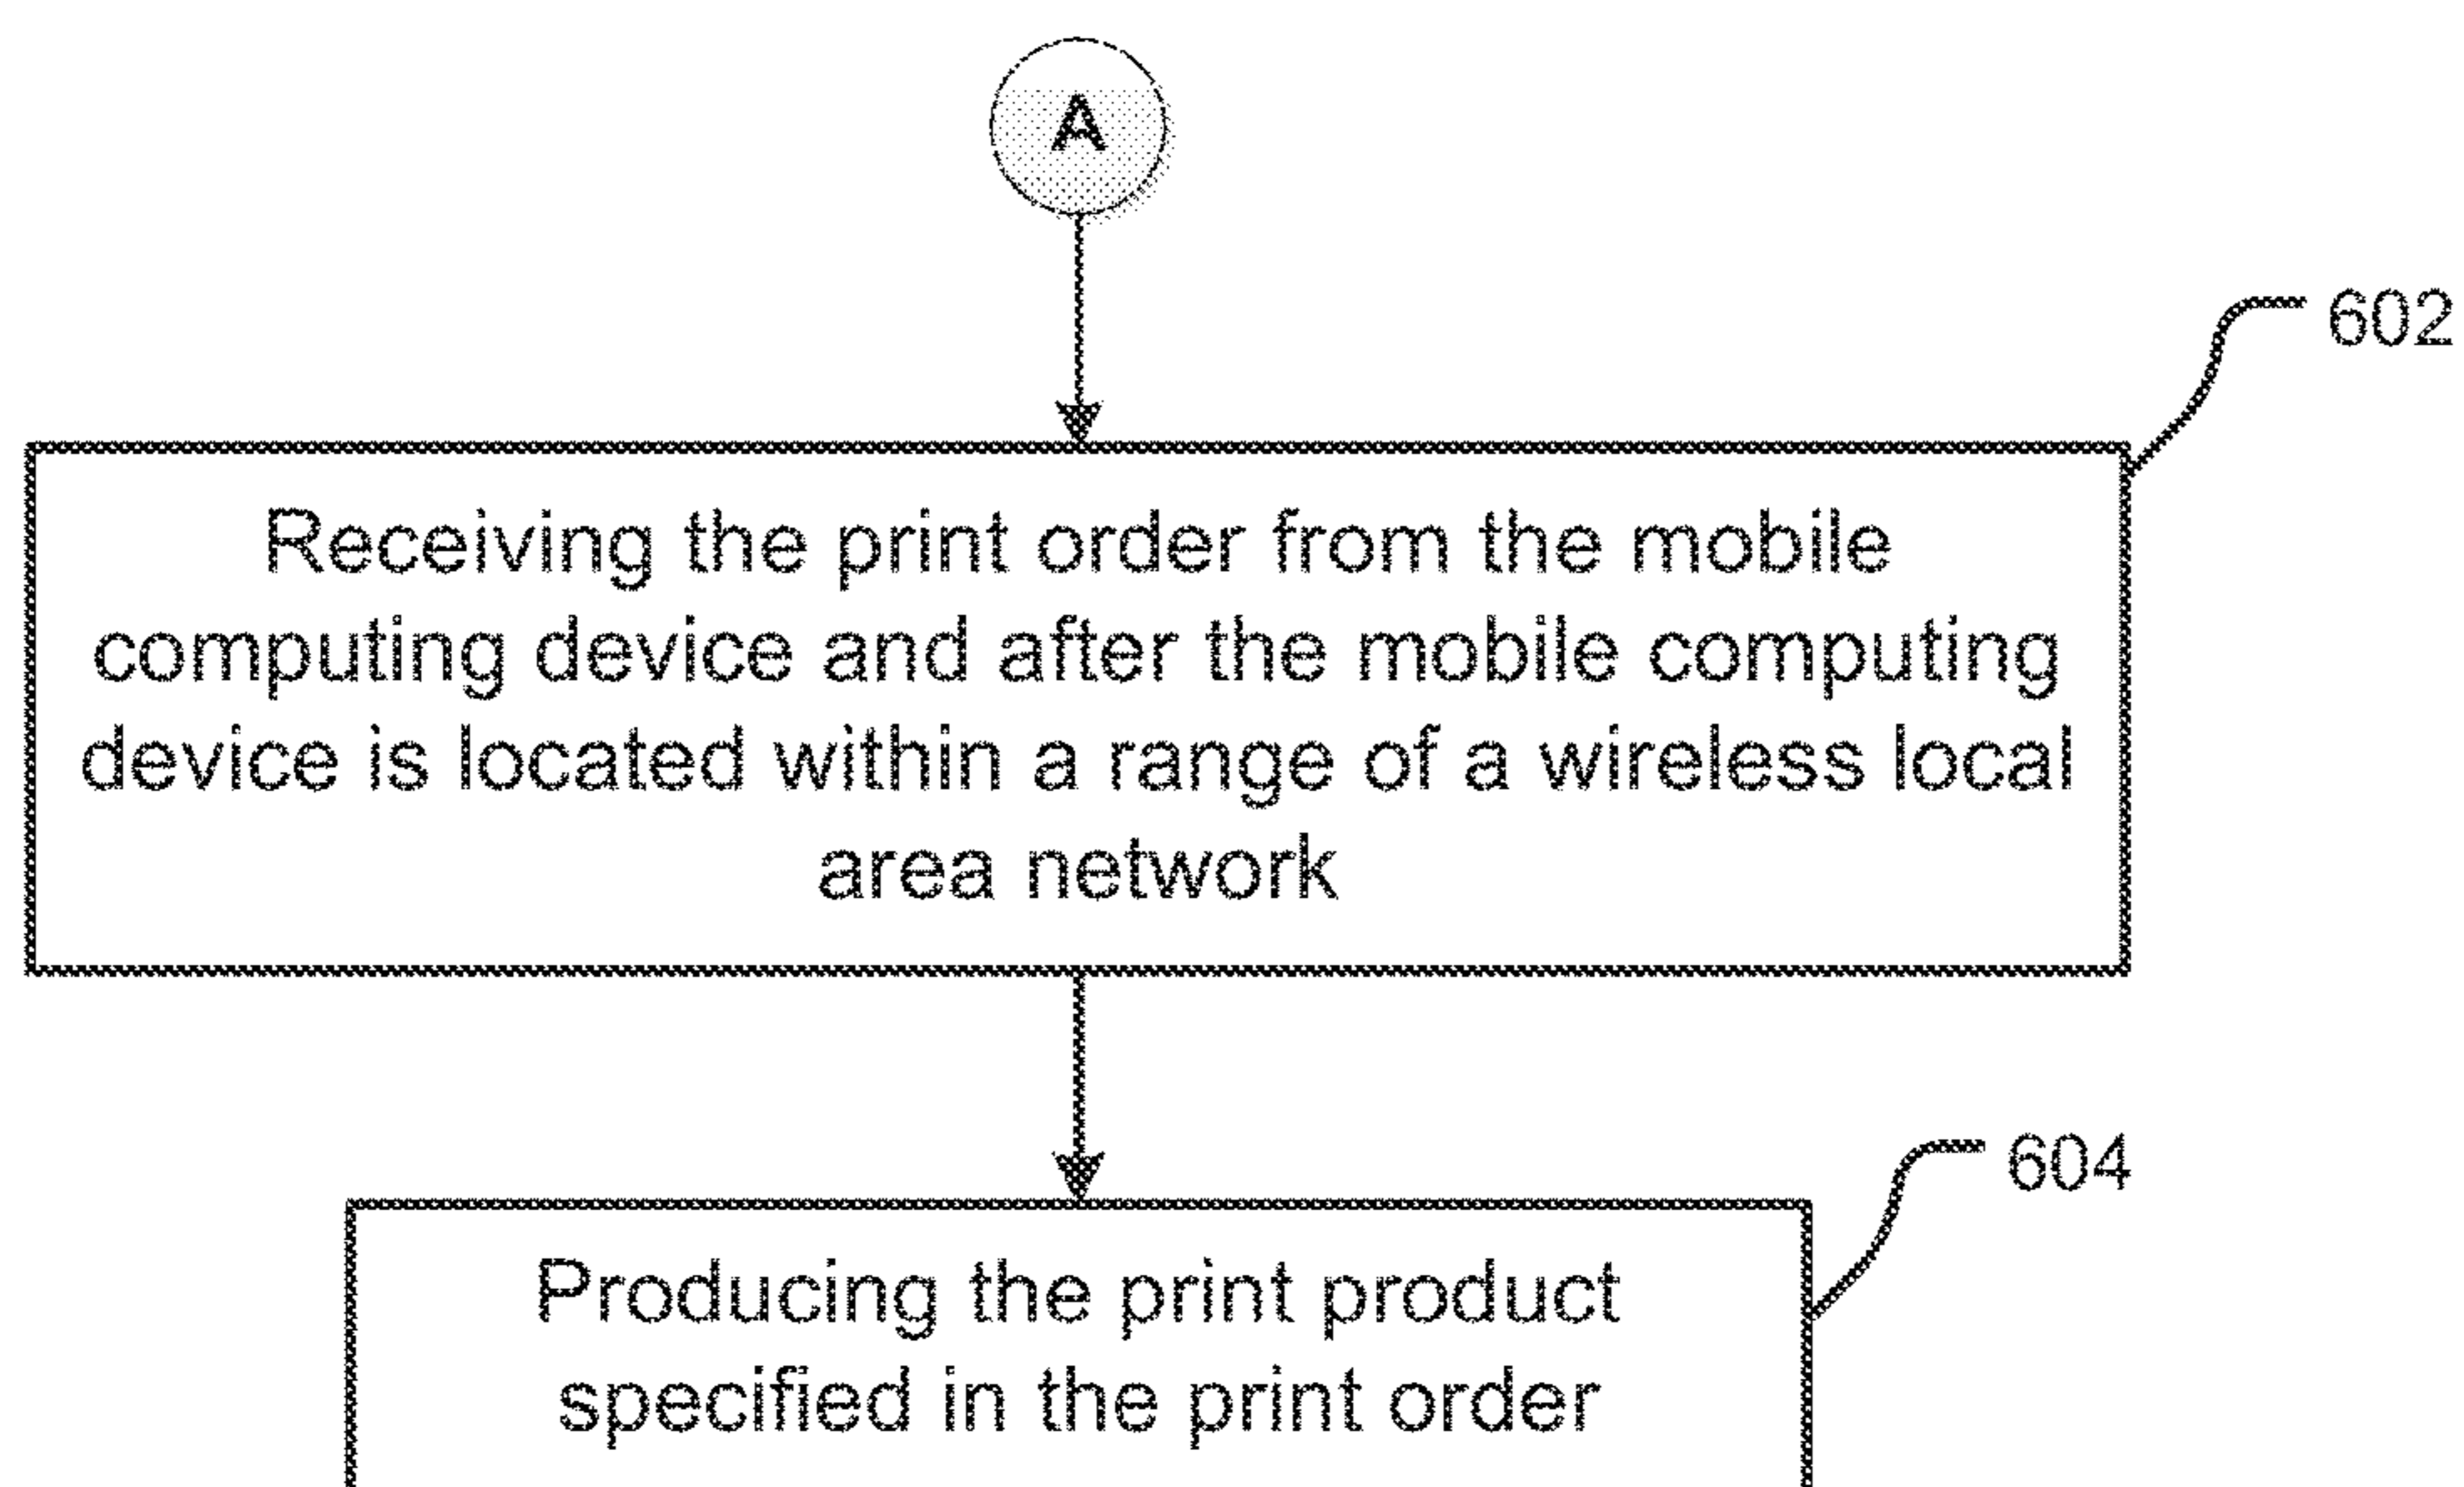 A
602
Receiving the print order from the mobile
computing device and after the mobile computing
device is located within a range of a wireless local
area network
604
Producing the print product
specified in the print order